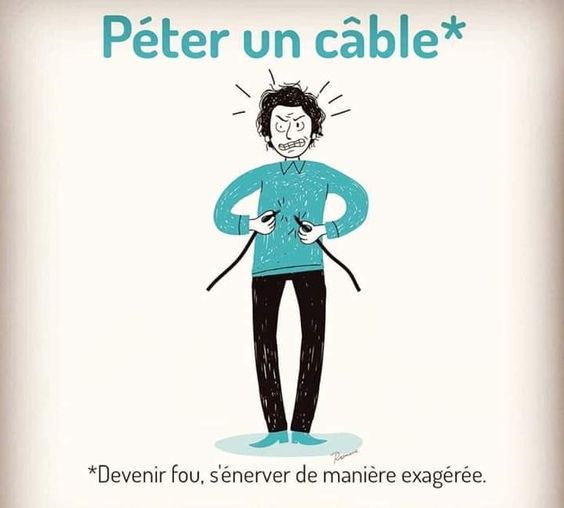 Péter un câble*
*Devenir fou, s'énerver de manière exagérée.